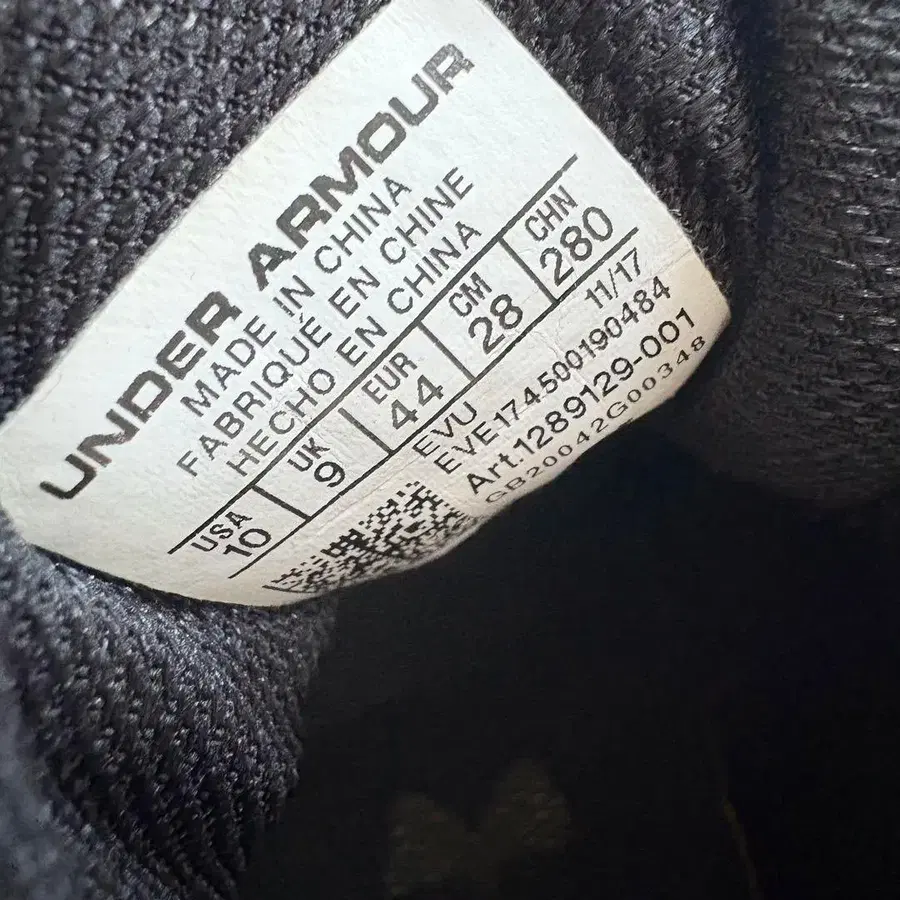 UNDER ARMOUR
MADE IN CHINA
FABRIQUÉ EN CHINE
HECHO EN CHINA
USA UK EUR CM CHN
10 9 44 28 280
EVU 11/17
EVE174500190484
Art.1289129-001
GB20042G00348